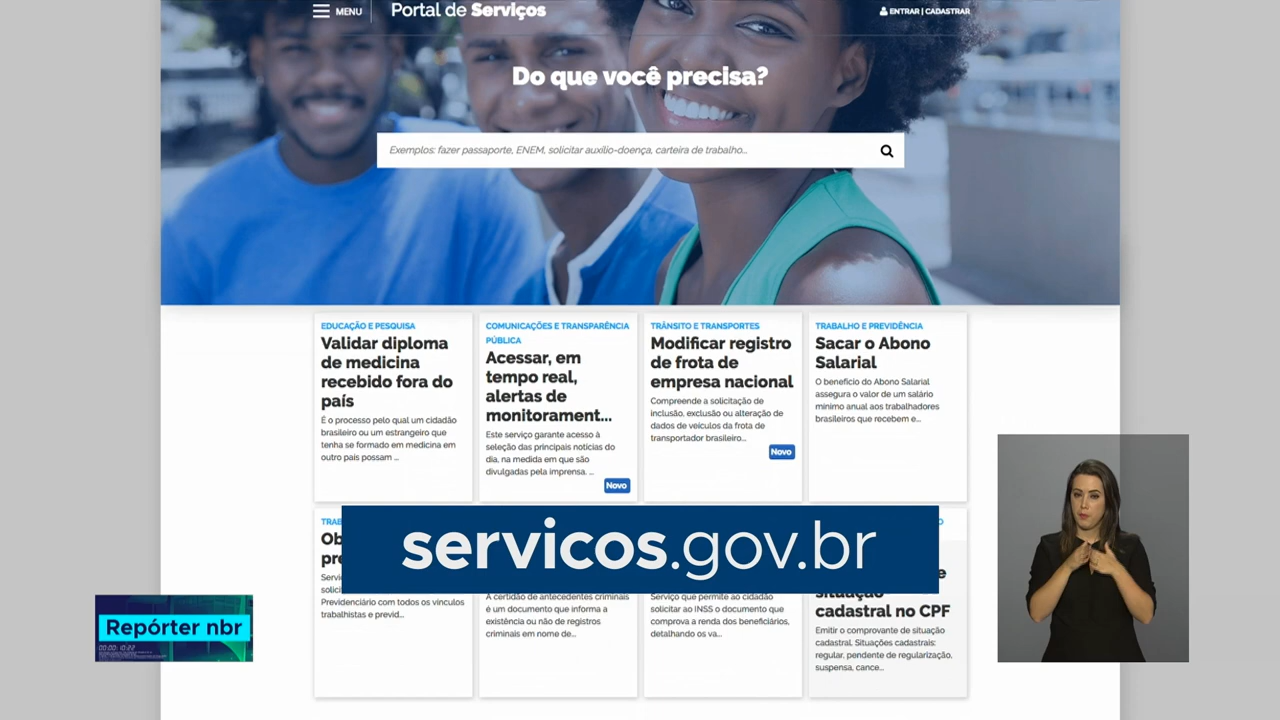 MENU
Portal de Serviços
ENTRAR | CADASTRAR
Do que você precisa?
Exemplos: fazer passaporte, ENEM, solicitar auxílio-doença, carteira de trabalho...
EDUCAÇÃO E PESQUISA
Validar diploma
de medicina
recebido fora do
país
É o processo pelo qual um cidadão
brasileiro ou um estrangeiro que
tenha se formado em medicina em
outro país possam ...
COMUNICAÇÕES E TRANSPARÊNCIA
PÚBLICA
Acessar, em
tempo real,
alertas de
monitorament...
Este serviço garante acesso à
seleção das principais notícias do
dia, na medida em que são
divulgadas pela imprensa. ...
Novo
TRÂNSITO E TRANSPORTES
Modificar registro
de frota de
empresa nacional
Compreende a solicitação de
inclusão, exclusão ou alteração de
dados de veículos da frota de
transportador brasileiro...
Novo
TRABALHO E PREVIDÊNCIA
Sacar o Abono
Salarial
O benefício do Abono Salarial
assegura o valor de um salário
mínimo anual aos trabalhadores
brasileiros que recebem e...
servicos.gov.br
Previdenciário com todos os vínculos
trabalhistas e previd...
A certidão de antecedentes criminais
é um documento que informa a
existência ou não de registros
criminais em nome de...
Serviço que permite ao cidadão
solicitar ao INSS o documento que
comprova a renda dos beneficiários,
detalhando os va...
situação
cadastral no CPF
Emitir o comprovante de situação
cadastral. Situações cadastrais:
regular, pendente de regularização,
suspensa, cance...
Repórter nbr